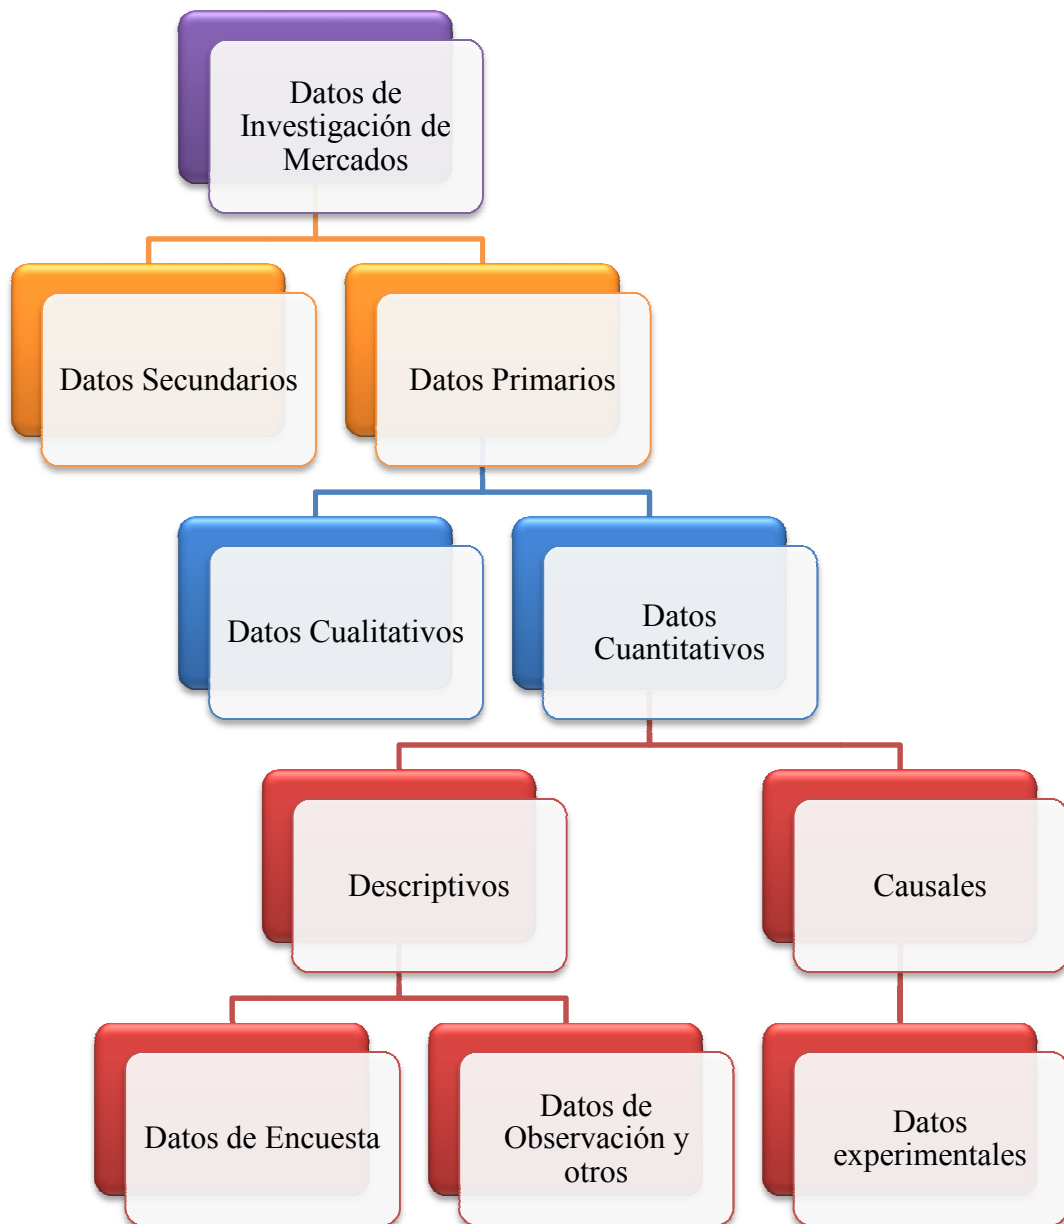 Datos de
Investigación de
Mercados
Datos Secundarios
Datos Primarios
Datos Cualitativos
Datos
Cuantitativos
Descriptivos
Causales
Datos de Encuesta
Datos de
Observación y
otros
Datos
experimentales